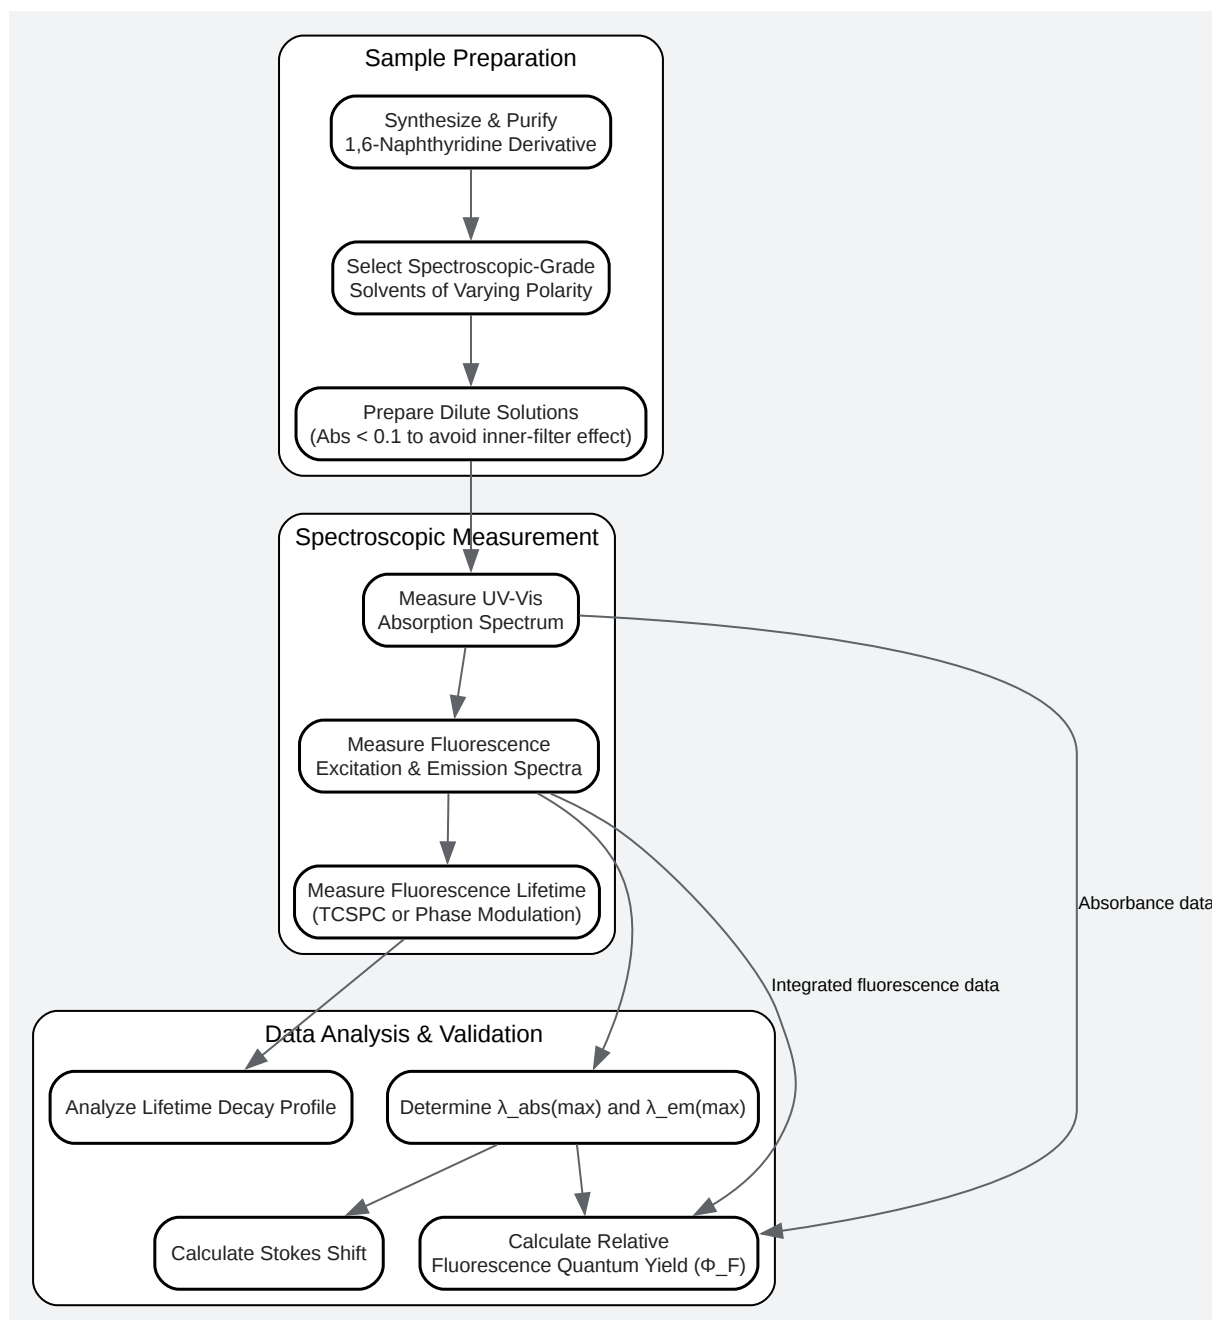 Sample Preparation
Synthesize & Purify
1,6-Naphthyridine Derivative
Select Spectroscopic-Grade
Solvents of Varying Polarity
Prepare Dilute Solutions
(Abs < 0.1 to avoid inner-filter effect)
Spectroscopic Measurement
Measure UV-Vis
Absorption Spectrum
Measure Fluorescence
Excitation & Emission Spectra
Measure Fluorescence Lifetime
(TCSPC or Phase Modulation)
Absorbance data
Integrated fluorescence data
Data Analysis & Validation
Analyze Lifetime Decay Profile
Determine λ_abs(max) and λ_em(max)
Calculate Stokes Shift
Calculate Relative
Fluorescence Quantum Yield (Φ_F)